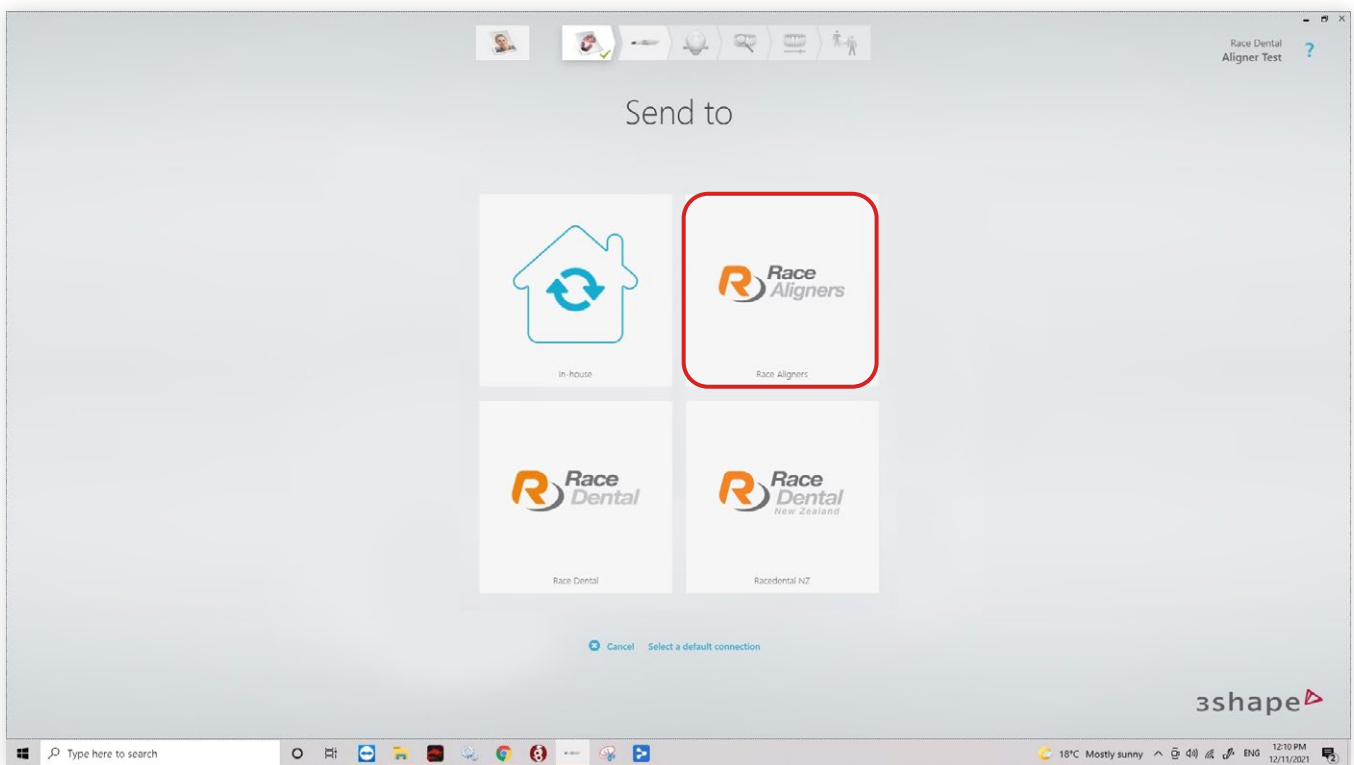 Race Dental
Aligner Test
?
Send to
In-house
R Race
Aligners
Race Aligners
R Race
Dental
Race Dental
R Race
Dental
New Zealand
Racedental NZ
Cancel Select a default connection
3shape
Type here to search
18°C Mostly sunny ENG 12:10 PM
12/11/2021
2